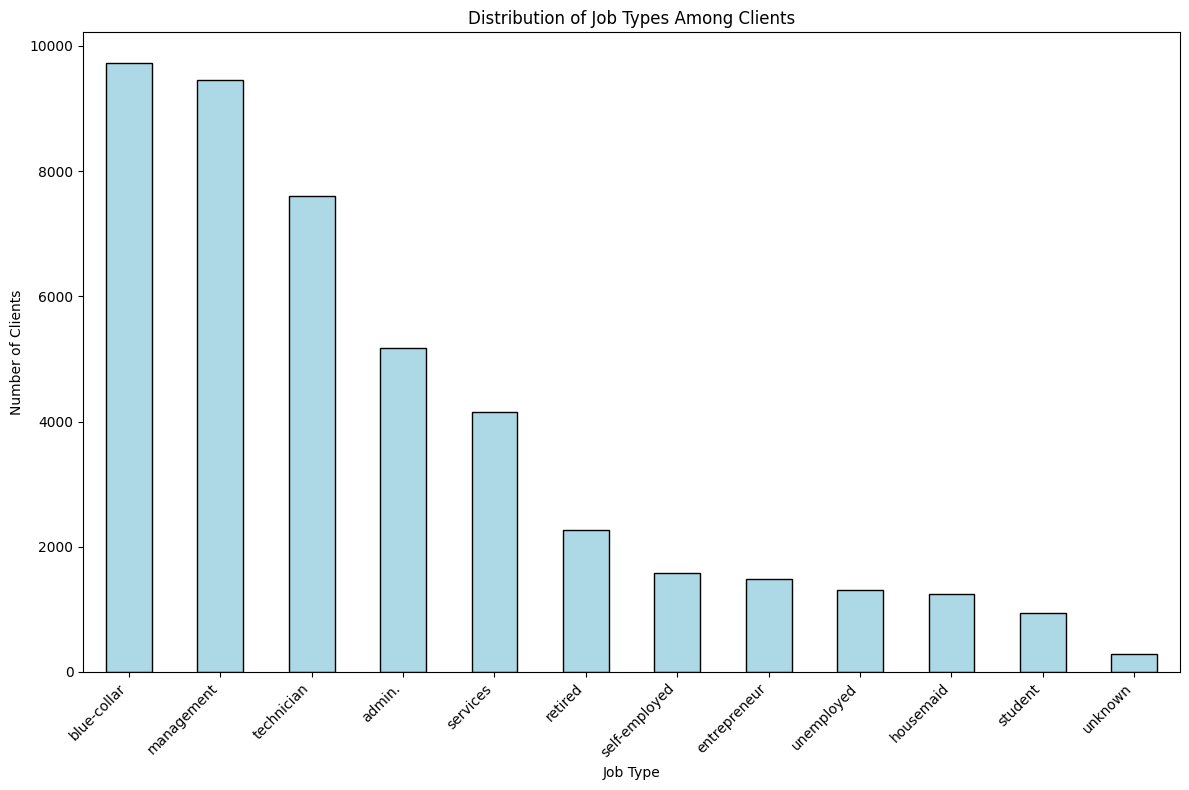 Distribution of Job Types Among Clients
10000
8000
6000
4000
2000
0
Number of Clients
blue-collar
management
technician
admin.
services
retired
self-employed
entrepreneur
unemployed
housemaid
student
unknown
Job Type